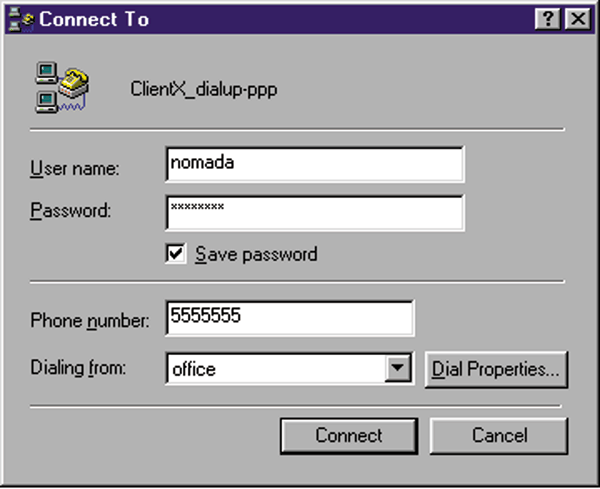 Connect To
ClientX_dialup-ppp
User name: nomada
Password: ********
Save password
Phone number: 5555555
Dialing from: office Dial Properties...
Connect Cancel